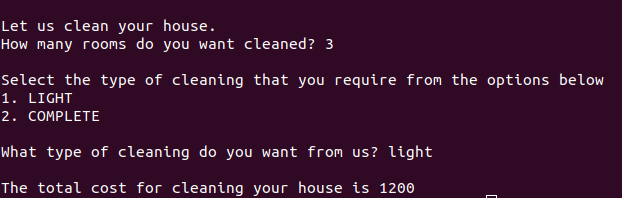 Let us clean your house.
How many rooms do you want cleaned? 3
Select the type of cleaning that you require from the options below
1. LIGHT
2. COMPLETE
What type of cleaning do you want from us? light
The total cost for cleaning your house is 1200